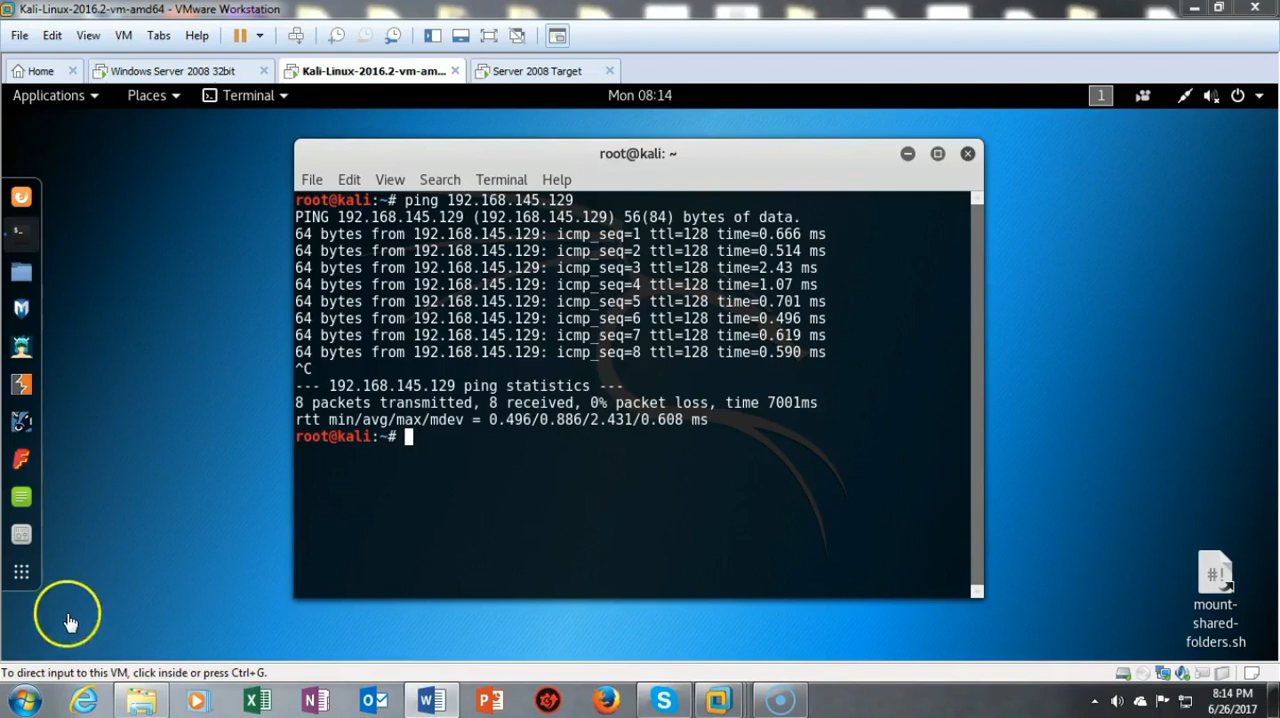 Kali-Linux-2016.2-vm-amd64 - VMware Workstation
File Edit View VM Tabs Help
Home Windows Server 2008 32bit Kali-Linux-2016.2-vm-am... Server 2008 Target
Applications Places Terminal Mon 08:14 1
root@kali: ~
File Edit View Search Terminal Help
root@kali:~# ping 192.168.145.129
PING 192.168.145.129 (192.168.145.129) 56(84) bytes of data.
64 bytes from 192.168.145.129: icmp_seq=1 ttl=128 time=0.666 ms
64 bytes from 192.168.145.129: icmp_seq=2 ttl=128 time=0.514 ms
64 bytes from 192.168.145.129: icmp_seq=3 ttl=128 time=2.43 ms
64 bytes from 192.168.145.129: icmp_seq=4 ttl=128 time=1.07 ms
64 bytes from 192.168.145.129: icmp_seq=5 ttl=128 time=0.701 ms
64 bytes from 192.168.145.129: icmp_seq=6 ttl=128 time=0.496 ms
64 bytes from 192.168.145.129: icmp_seq=7 ttl=128 time=0.619 ms
64 bytes from 192.168.145.129: icmp_seq=8 ttl=128 time=0.590 ms
^C
--- 192.168.145.129 ping statistics ---
8 packets transmitted, 8 received, 0% packet loss, time 7001ms
rtt min/avg/max/mdev = 0.496/0.886/2.431/0.608 ms
root@kali:~#
#!
mount-
shared-
folders.sh
To direct input to this VM, click inside or press Ctrl+G.
8:14 PM
6/26/2017